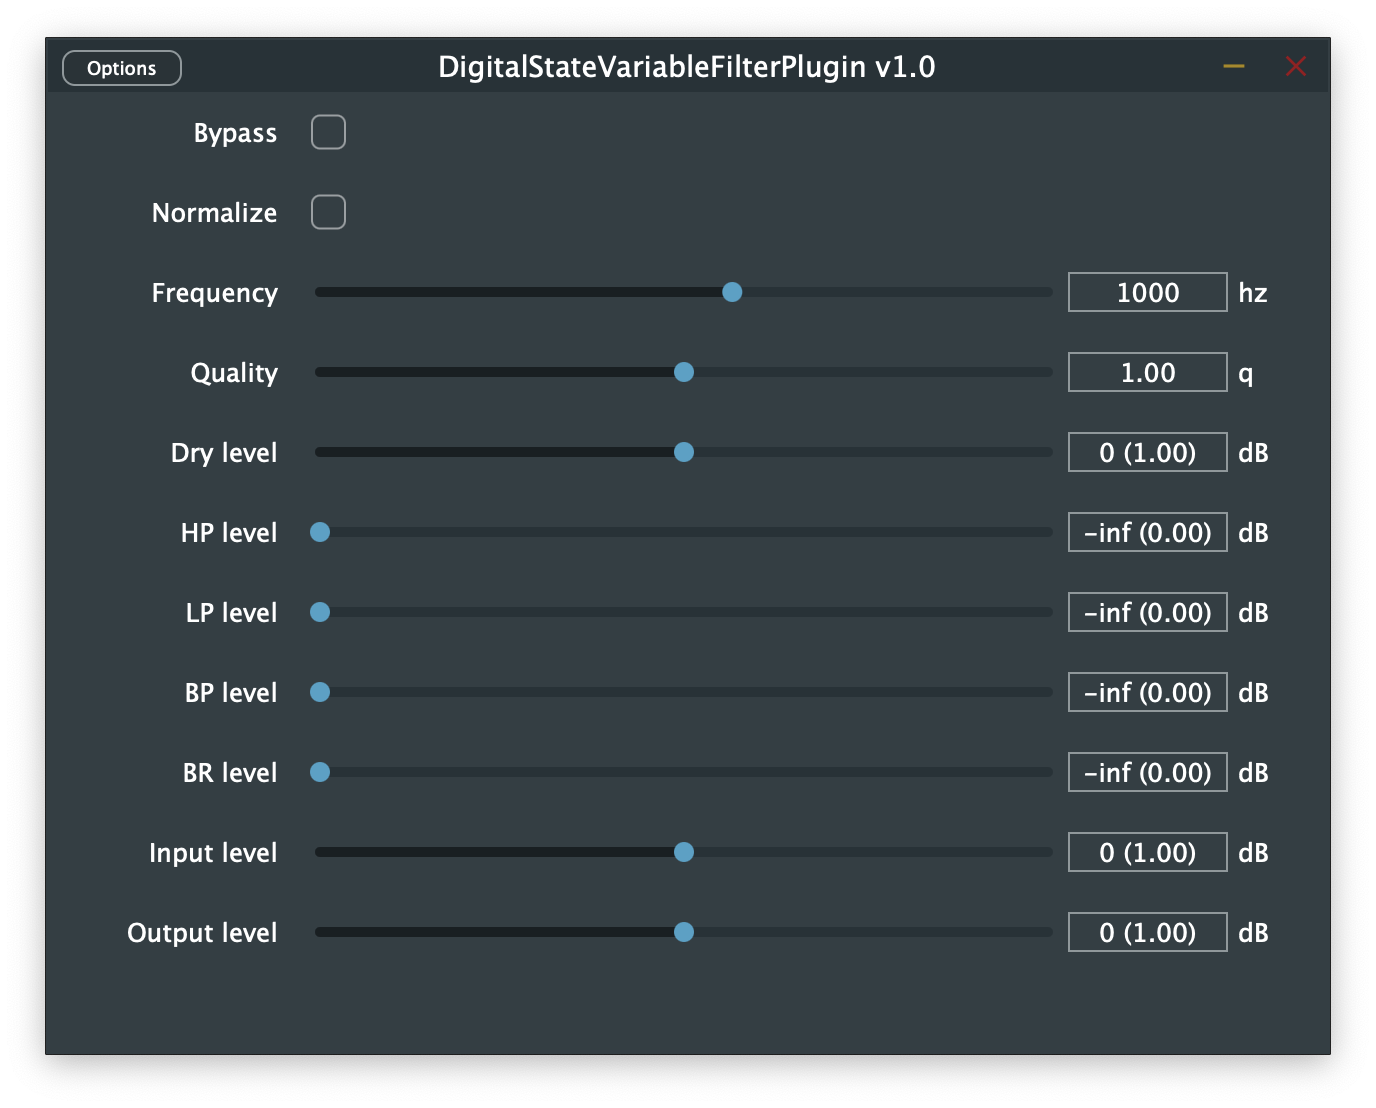 Options DigitalStateVariableFilterPlugin v1.0
Bypass
Normalize
Frequency 1000 hz
Quality 1.00 q
Dry level 0 (1.00) dB
HP level -inf (0.00) dB
LP level -inf (0.00) dB
BP level -inf (0.00) dB
BR level -inf (0.00) dB
Input level 0 (1.00) dB
Output level 0 (1.00) dB